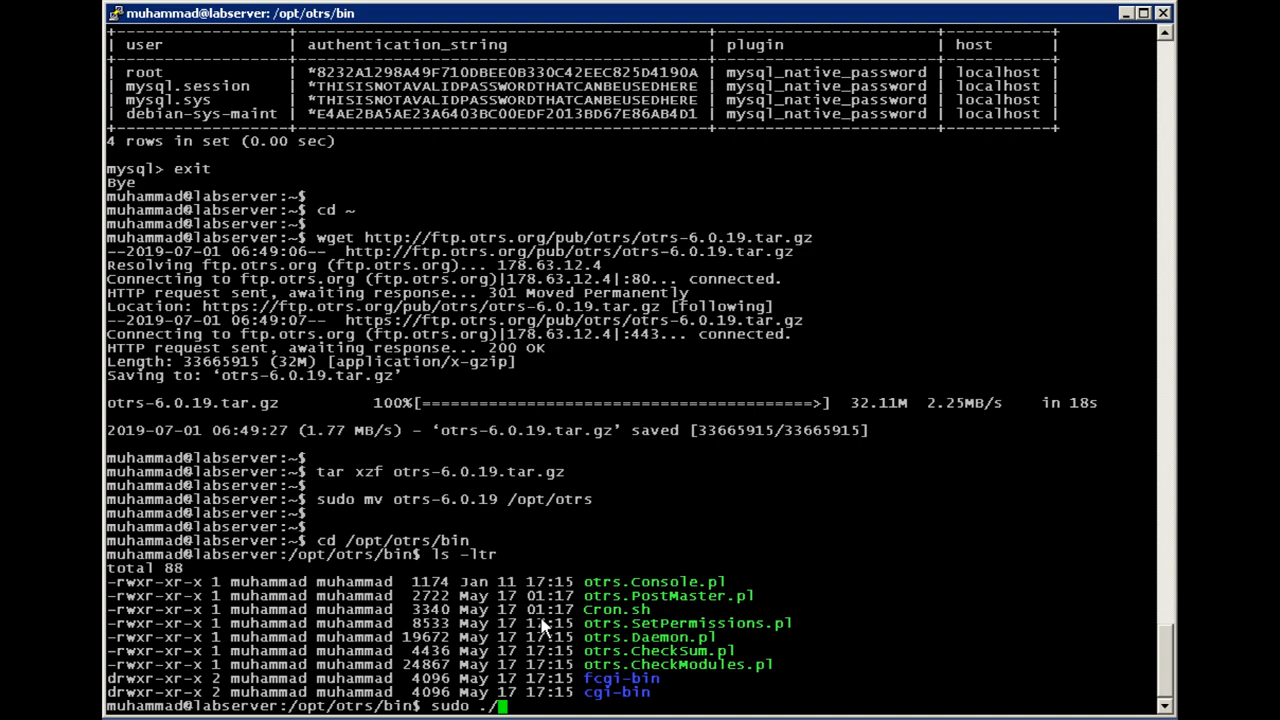 muhammad@labserver: /opt/otrs/bin
+-------------------+-------------------------------------------+-----------------------+-----------+
| user | authentication_string | plugin | host |
+-------------------+-------------------------------------------+-----------------------+-----------+
| root | *8232A1298A49F710DBEE0B330C42EEC825D4190A | mysql_native_password | localhost |
| mysql.session | *THISISNOTAVALIDPASSWORDTHATCANBEUSEDHERE | mysql_native_password | localhost |
| mysql.sys | *THISISNOTAVALIDPASSWORDTHATCANBEUSEDHERE | mysql_native_password | localhost |
| debian-sys-maint | *E4AE2BA5AE23A6403BC00EDF2013BD67E86AB4D1 | mysql_native_password | localhost |
+-------------------+-------------------------------------------+-----------------------+-----------+
4 rows in set (0.00 sec)
mysql> exit
Bye
muhammad@labserver:~$
muhammad@labserver:~$ cd ~
muhammad@labserver:~$
muhammad@labserver:~$ wget http://ftp.otrs.org/pub/otrs/otrs-6.0.19.tar.gz
--2019-07-01 06:49:06-- http://ftp.otrs.org/pub/otrs/otrs-6.0.19.tar.gz
Resolving ftp.otrs.org (ftp.otrs.org)... 178.63.12.4
Connecting to ftp.otrs.org (ftp.otrs.org)|178.63.12.4|:80... connected.
HTTP request sent, awaiting response... 301 Moved Permanently
Location: https://ftp.otrs.org/pub/otrs/otrs-6.0.19.tar.gz [following]
--2019-07-01 06:49:07-- https://ftp.otrs.org/pub/otrs/otrs-6.0.19.tar.gz
Connecting to ftp.otrs.org (ftp.otrs.org)|178.63.12.4|:443... connected.
HTTP request sent, awaiting response... 200 OK
Length: 33665915 (32M) [application/x-gzip]
Saving to: ‘otrs-6.0.19.tar.gz’
otrs-6.0.19.tar.gz 100%[=========================================>] 32.11M 2.25MB/s in 18s
2019-07-01 06:49:27 (1.77 MB/s) - ‘otrs-6.0.19.tar.gz’ saved [33665915/33665915]
muhammad@labserver:~$
muhammad@labserver:~$ tar xzf otrs-6.0.19.tar.gz
muhammad@labserver:~$
muhammad@labserver:~$ sudo mv otrs-6.0.19 /opt/otrs
muhammad@labserver:~$
muhammad@labserver:~$
muhammad@labserver:~$ cd /opt/otrs/bin
muhammad@labserver:/opt/otrs/bin$ ls -ltr
total 88
-rwxr-xr-x 1 muhammad muhammad 1174 Jan 11 17:15 otrs.Console.pl
-rwxr-xr-x 1 muhammad muhammad 2722 May 17 01:17 otrs.PostMaster.pl
-rwxr-xr-x 1 muhammad muhammad 3340 May 17 01:17 Cron.sh
-rwxr-xr-x 1 muhammad muhammad 8533 May 17 17:15 otrs.SetPermissions.pl
-rwxr-xr-x 1 muhammad muhammad 19672 May 17 17:15 otrs.Daemon.pl
-rwxr-xr-x 1 muhammad muhammad 4436 May 17 17:15 otrs.CheckSum.pl
-rwxr-xr-x 1 muhammad muhammad 24867 May 17 17:15 otrs.CheckModules.pl
drwxr-xr-x 2 muhammad muhammad 4096 May 17 17:15 fcgi-bin
drwxr-xr-x 2 muhammad muhammad 4096 May 17 17:15 cgi-bin
muhammad@labserver:/opt/otrs/bin$ sudo ./